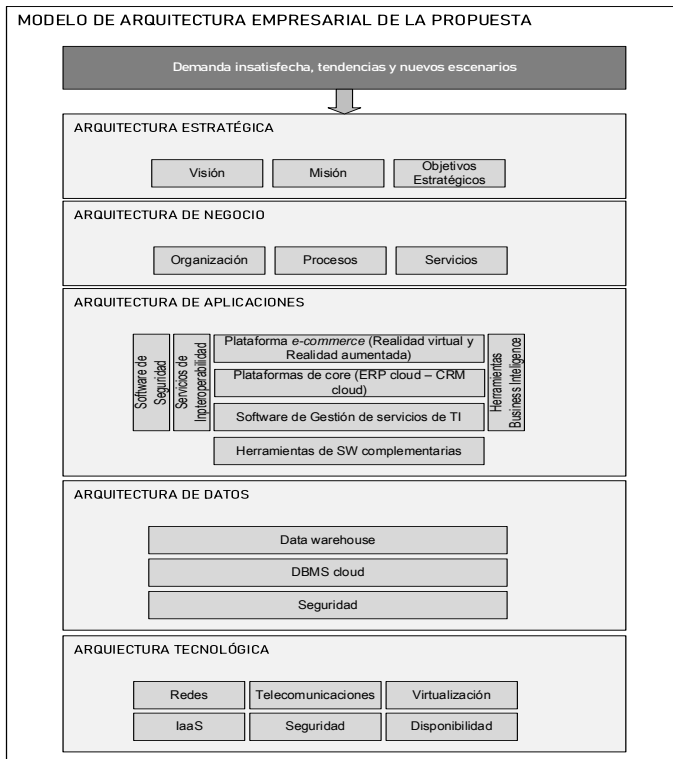 MODELO DE ARQUITECTURA EMPRESARIAL DE LA PROPUESTA
Demanda insatisfecha, tendencias y nuevos escenarios
ARQUITECTURA ESTRATÉGICA
Visión
Misión
Objetivos
Estratégicos
ARQUITECTURA DE NEGOCIO
Organización
Procesos
Servicios
ARQUITECTURA DE APLICACIONES
Software de
Seguridad
Servicios de
Inpteroperabilidad
Plataforma e-commerce (Realidad virtual y
Realidad aumentada)
Plataformas de core (ERP cloud – CRM
cloud)
Software de Gestión de servicios de TI
Herramientas de SW complementarias
Herramientas
Business Inteligence
ARQUITECTURA DE DATOS
Data warehouse
DBMS cloud
Seguridad
ARQUIECTURA TECNOLÓGICA
Redes
Telecomunicaciones
Virtualización
IaaS
Seguridad
Disponibilidad